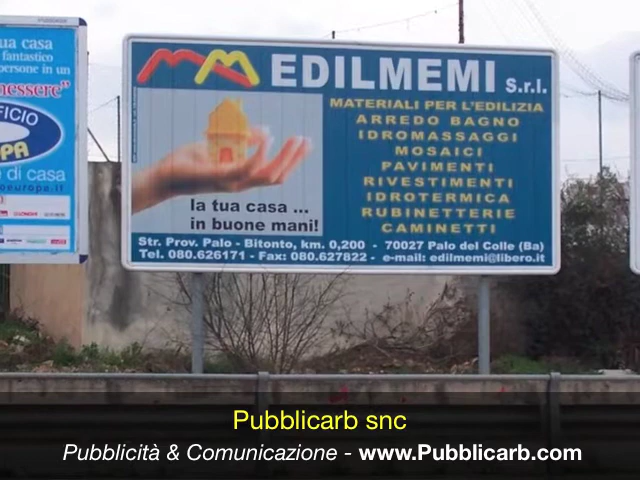 ua casa
fantastico
persone in un
nessere"
FICIO
PA
e di casa
oeuropa.it
EDILMEMI S.r.l.
MATERIALI PER L'EDILIZIA
ARREDO BAGNO
IDROMASSAGGI
MOSAICI
PAVIMENTI
RIVESTIMENTI
IDROTERMICA
RUBINETTERIE
CAMINETTI
la tua casa ...
in buone mani!
Str. Prov. Palo - Bitonto, km. 0,200 - 70027 Palo del Colle (Ba)
Tel. 080.626171 - Fax: 080.627822 - e-mail: edilmemi@libero.it
Pubblicarb snc
Pubblicità & Comunicazione - www.Pubblicarb.com